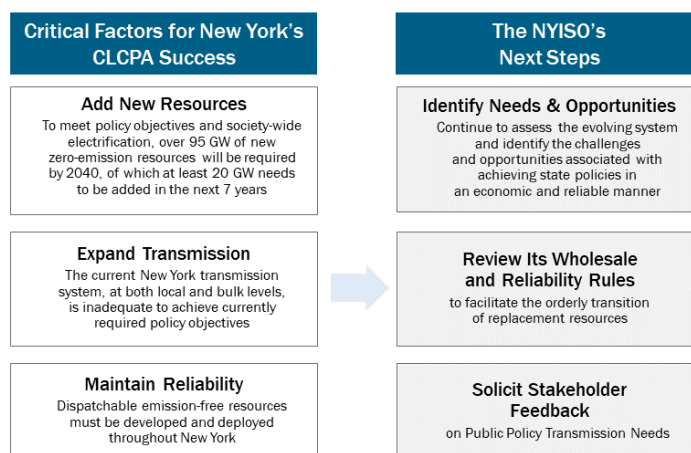 Critical Factors for New York's
CLCPA Success
Add New Resources
To meet policy objectives and society-wide
electrification, over 95 GW of new
zero-emission resources will be required
by 2040, of which at least 20 GW needs
to be added in the next 7 years
Expand Transmission
The current New York transmission
system, at both local and bulk levels,
is inadequate to achieve currently
required policy objectives
Maintain Reliability
Dispatchable emission-free resources
must be developed and deployed
throughout New York
The NYISO's
Next Steps
Identify Needs & Opportunities
Continue to assess the evolving system
and identify the challenges
and opportunities associated with
achieving state policies in
an economic and reliable manner
Review Its Wholesale
and Reliability Rules
to facilitate the orderly transition
of replacement resources
Solicit Stakeholder
Feedback
on Public Policy Transmission Needs